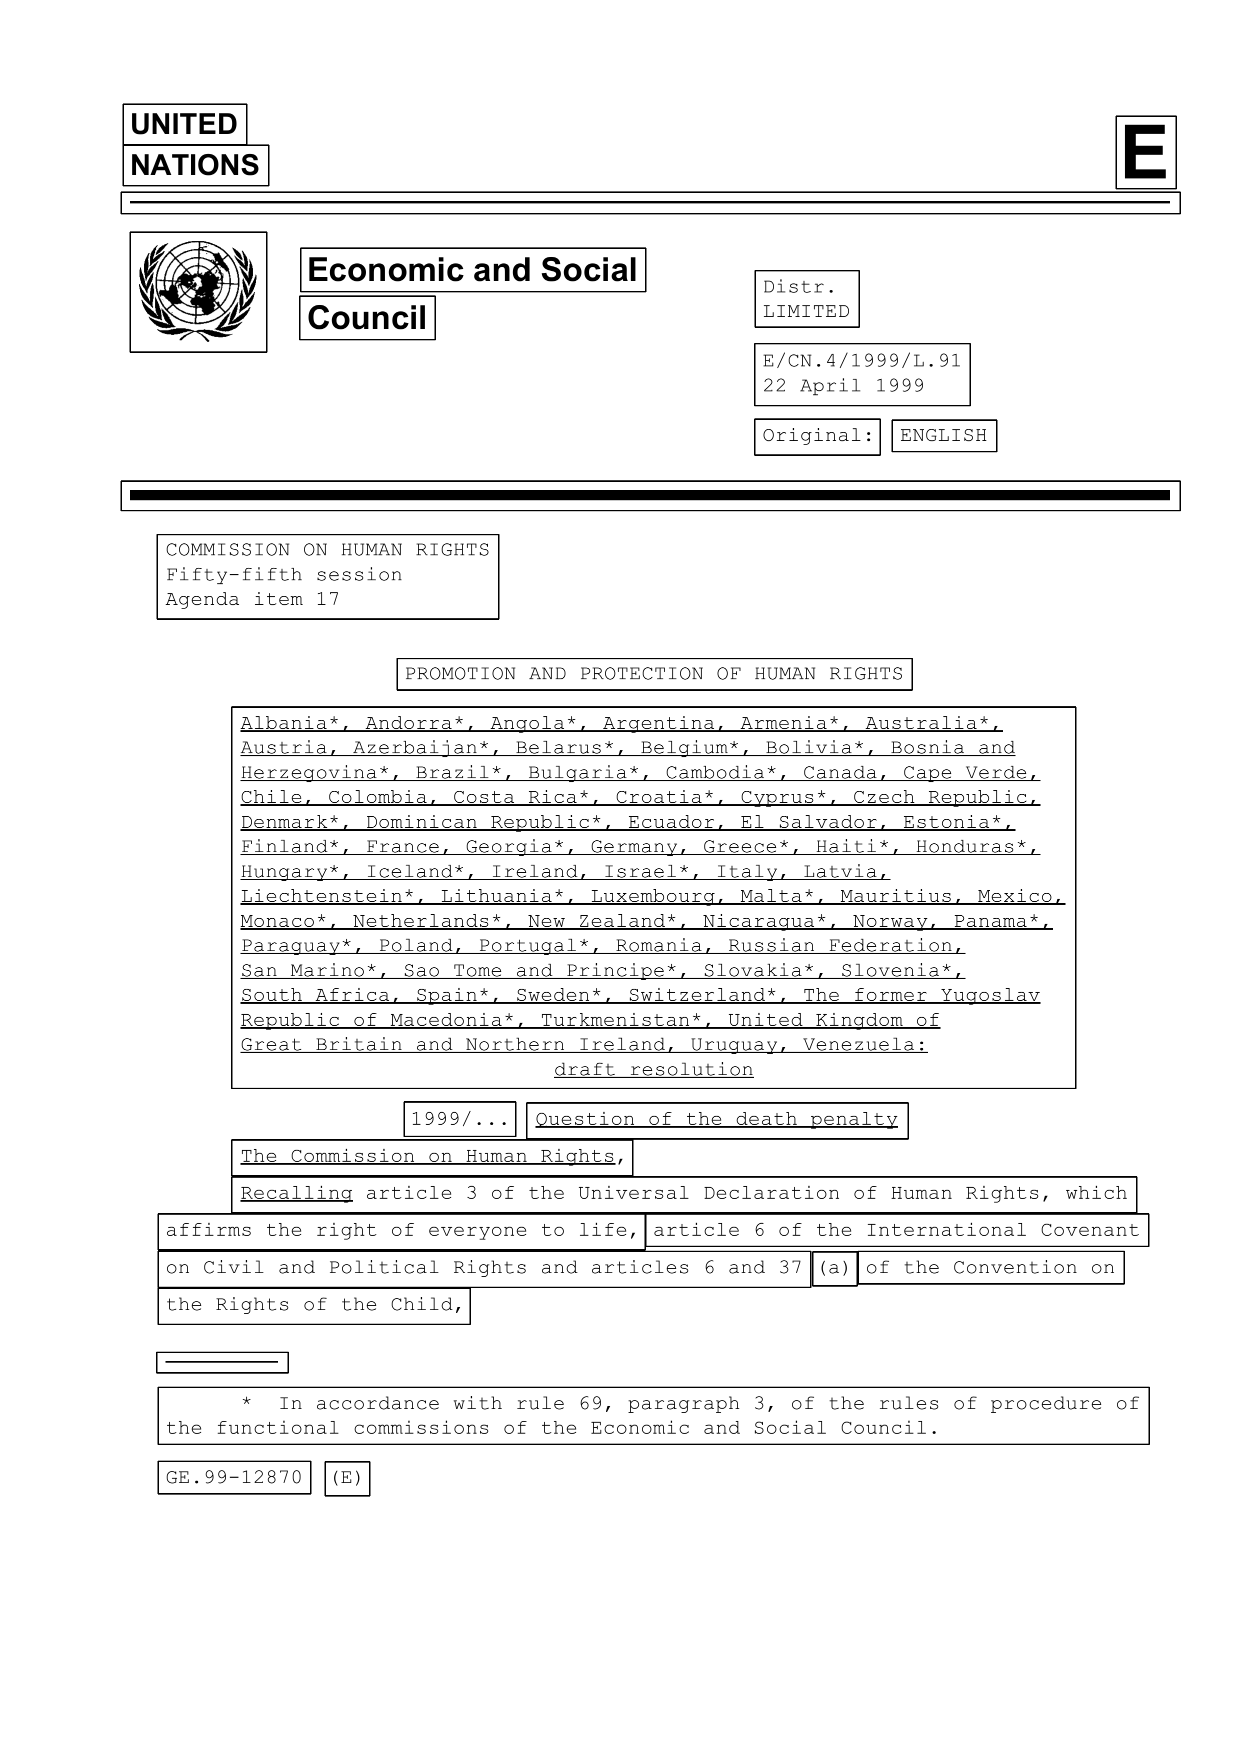 UNITED
NATIONS
E
Economic and Social
Council
Distr.
LIMITED
E/CN.4/1999/L.91
22 April 1999
Original: ENGLISH
COMMISSION ON HUMAN RIGHTS
Fifty-fifth session
Agenda item 17
PROMOTION AND PROTECTION OF HUMAN RIGHTS
Albania*, Andorra*, Angola*, Argentina, Armenia*, Australia*,
Austria, Azerbaijan*, Belarus*, Belgium*, Bolivia*, Bosnia and
Herzegovina*, Brazil*, Bulgaria*, Cambodia*, Canada, Cape Verde,
Chile, Colombia, Costa Rica*, Croatia*, Cyprus*, Czech Republic,
Denmark*, Dominican Republic*, Ecuador, El Salvador, Estonia*,
Finland*, France, Georgia*, Germany, Greece*, Haiti*, Honduras*,
Hungary*, Iceland*, Ireland, Israel*, Italy, Latvia,
Liechtenstein*, Lithuania*, Luxembourg, Malta*, Mauritius, Mexico,
Monaco*, Netherlands*, New Zealand*, Nicaragua*, Norway, Panama*,
Paraguay*, Poland, Portugal*, Romania, Russian Federation,
San Marino*, Sao Tome and Principe*, Slovakia*, Slovenia*,
South Africa, Spain*, Sweden*, Switzerland*, The former Yugoslav
Republic of Macedonia*, Turkmenistan*, United Kingdom of
Great Britain and Northern Ireland, Uruguay, Venezuela:
draft resolution
1999/... Question of the death penalty
The Commission on Human Rights,
Recalling article 3 of the Universal Declaration of Human Rights, which
affirms the right of everyone to life, article 6 of the International Covenant
on Civil and Political Rights and articles 6 and 37 (a) of the Convention on
the Rights of the Child,
* In accordance with rule 69, paragraph 3, of the rules of procedure of
the functional commissions of the Economic and Social Council.
GE.99-12870 (E)